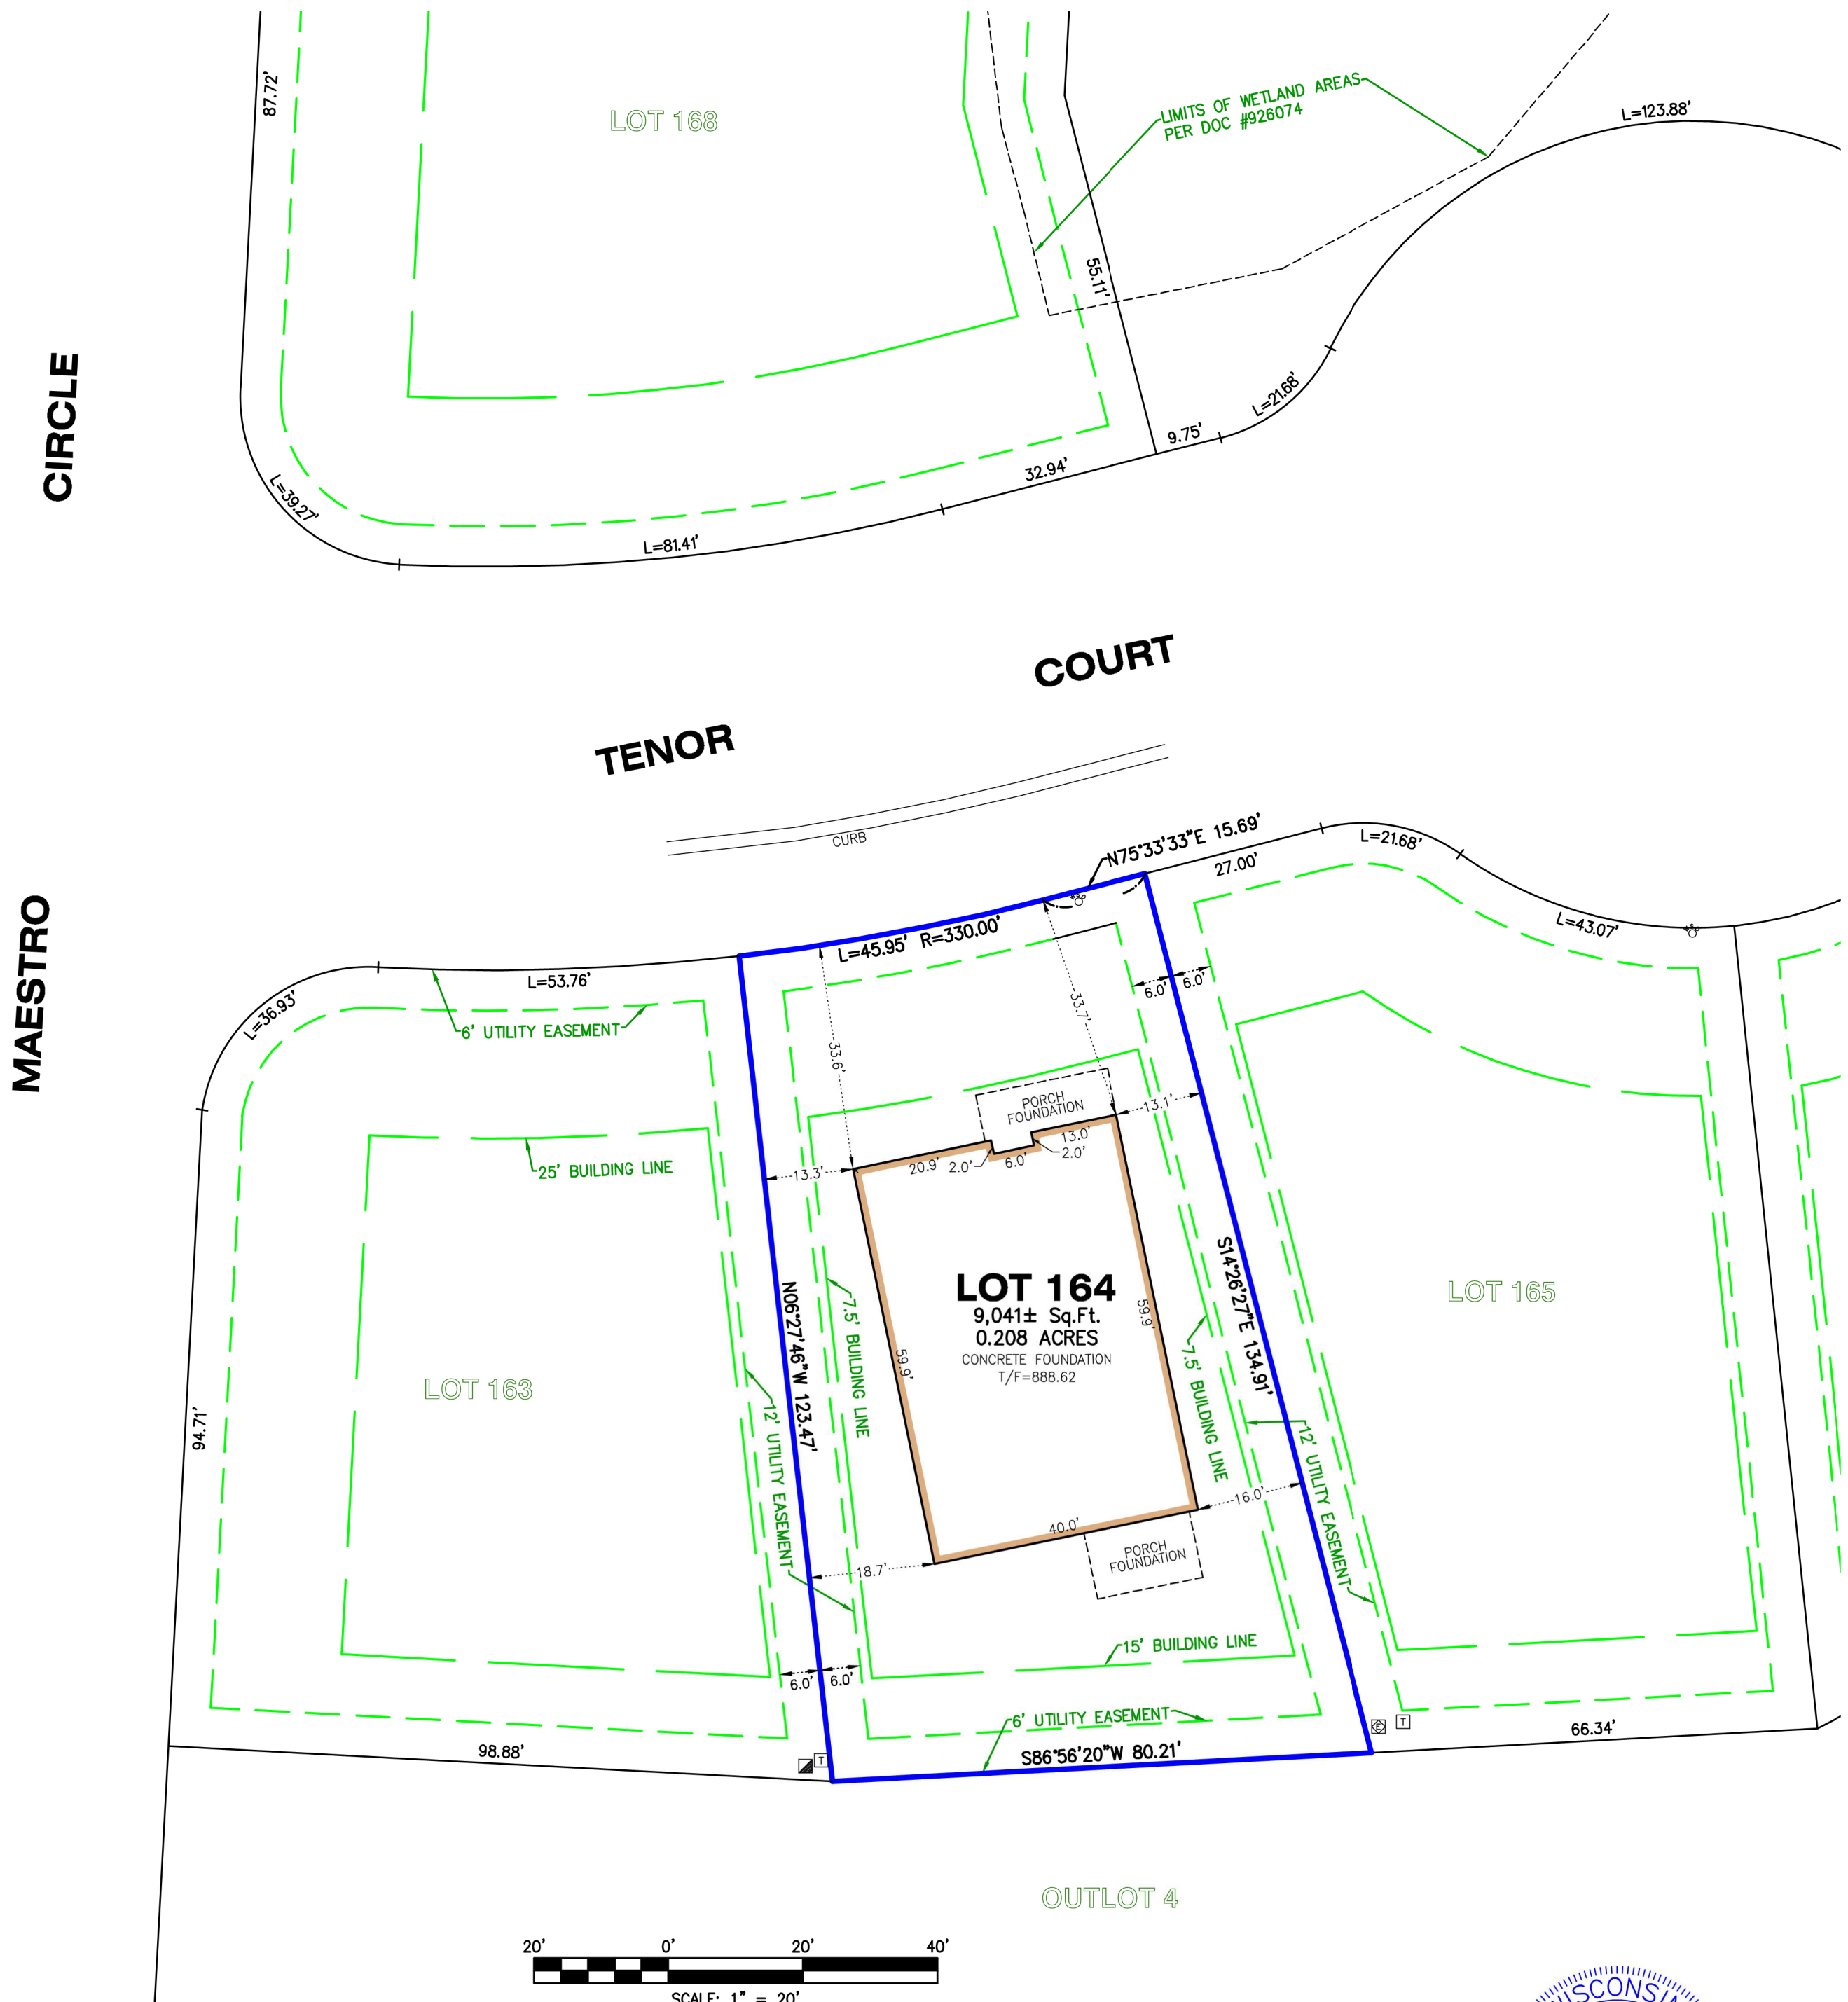 87.72'
LOT 168
LIMITS OF WETLAND AREAS
PER DOC #926074
L=123.88'
55.11'
CIRCLE
L=21.68'
9.75'
32.94'
L=39.27'
L=81.41'
COURT
TENOR
CURB
MAESTRO
N75°33'33"E 15.69'
27.00'
L=21.68'
L=43.07'
L=45.95' R=330.00'
L=53.76'
L=36.93'
6' UTILITY EASEMENT
6.0'
6.0'
33.7'
33.6'
PORCH
FOUNDATION
13.1'
13.0'
2.0'
6.0'
2.0'
20.9'
13.3'
25' BUILDING LINE
LOT 164
9,041± Sq.Ft.
0.208 ACRES
CONCRETE FOUNDATION
T/F=888.62
59.9'
59.9'
S14°26'27"E 134.91'
N06°27'46"W 123.47'
7.5' BUILDING LINE
7.5' BUILDING LINE
LOT 165
LOT 163
94.71'
12' UTILITY EASEMENT
12' UTILITY EASEMENT
16.0'
40.0'
PORCH
FOUNDATION
18.7'
15' BUILDING LINE
6.0'
6.0'
6' UTILITY EASEMENT
S86°56'20"W 80.21'
T
E
T
66.34'
98.88'
OUTLOT 4
20'
0'
20'
40'
SCALE: 1" = 20'